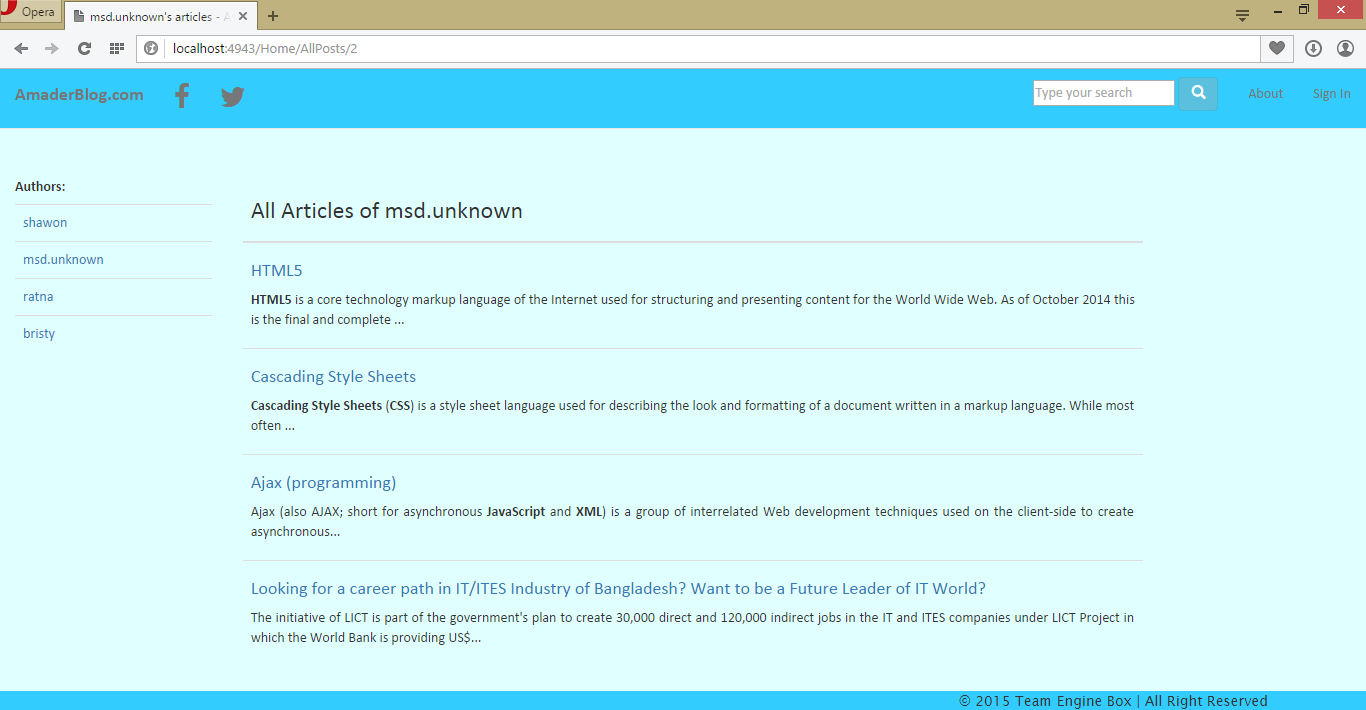 Opera
msd.unknown's articles - A
localhost:4943/Home/AllPosts/2
AmaderBlog.com
Type your search
About
Sign In
Authors:
shawon
msd.unknown
ratna
bristy
All Articles of msd.unknown
HTML5
HTML5 is a core technology markup language of the Internet used for structuring and presenting content for the World Wide Web. As of October 2014 this
is the final and complete ...
Cascading Style Sheets
Cascading Style Sheets (CSS) is a style sheet language used for describing the look and formatting of a document written in a markup language. While most
often ...
Ajax (programming)
Ajax (also AJAX; short for asynchronous JavaScript and XML) is a group of interrelated Web development techniques used on the client-side to create
asynchronous...
Looking for a career path in IT/ITES Industry of Bangladesh? Want to be a Future Leader of IT World?
The initiative of LICT is part of the government's plan to create 30,000 direct and 120,000 indirect jobs in the IT and ITES companies under LICT Project in
which the World Bank is providing US$...
© 2015 Team Engine Box | All Right Reserved